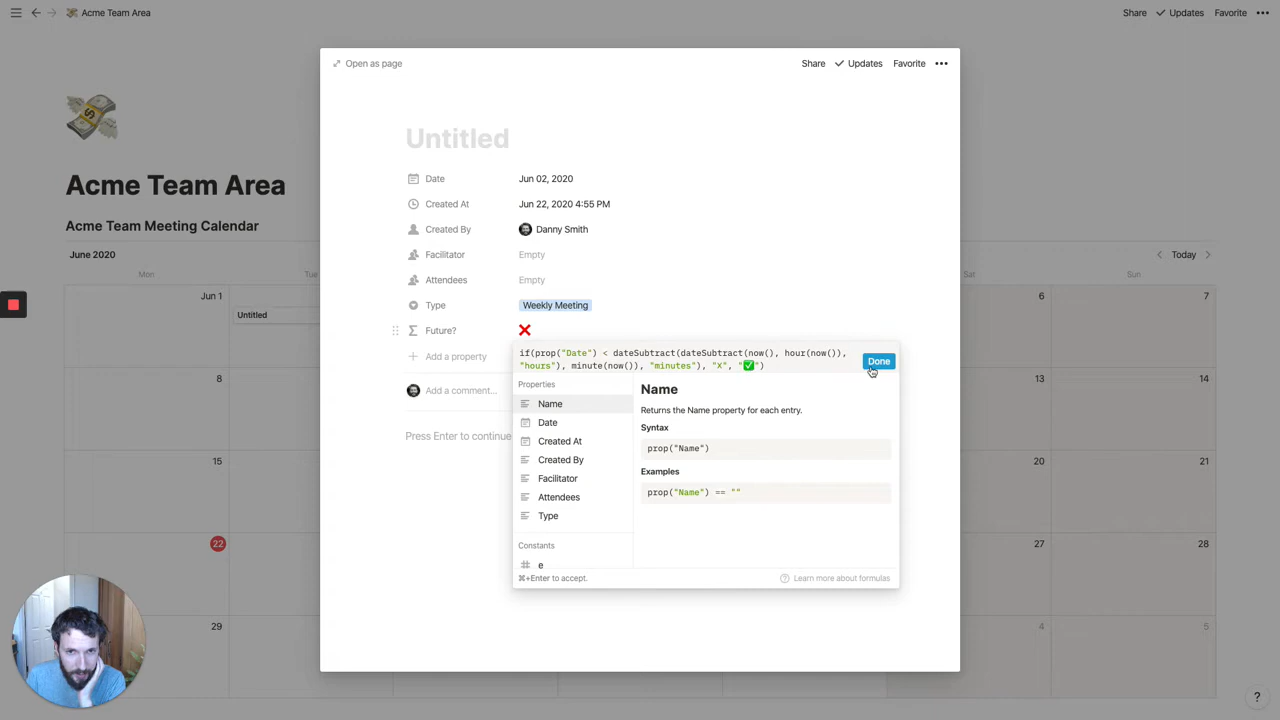 Acme Team Area
Share
Updates
Favorite
Open as page
Share
Updates
Favorite
Untitled
Date
Jun 02, 2020
Created At
Jun 22, 2020 4:55 PM
Created By
Danny Smith
Facilitator
Empty
Attendees
Empty
Type
Weekly Meeting
Future?
❌
Add a property
Add a comment...
Press Enter to continue
if(prop("Date") < dateSubtract(dateSubtract(now(), hour(now()),
"hours"), minute(now()), "minutes"), "X", "✅")
Done
Properties
Name
Date
Created At
Created By
Facilitator
Attendees
Type
Constants
e
Name
Returns the Name property for each entry.
Syntax
prop("Name")
Examples
prop("Name") == ""
⌘+Enter to accept.
Learn more about formulas
Acme Team Area
Acme Team Meeting Calendar
June 2020
Today
Mon
Tue
Sat
Sun
Jun 1
Untitled
6
7
8
13
14
15
20
21
22
27
28
29
4
5
?